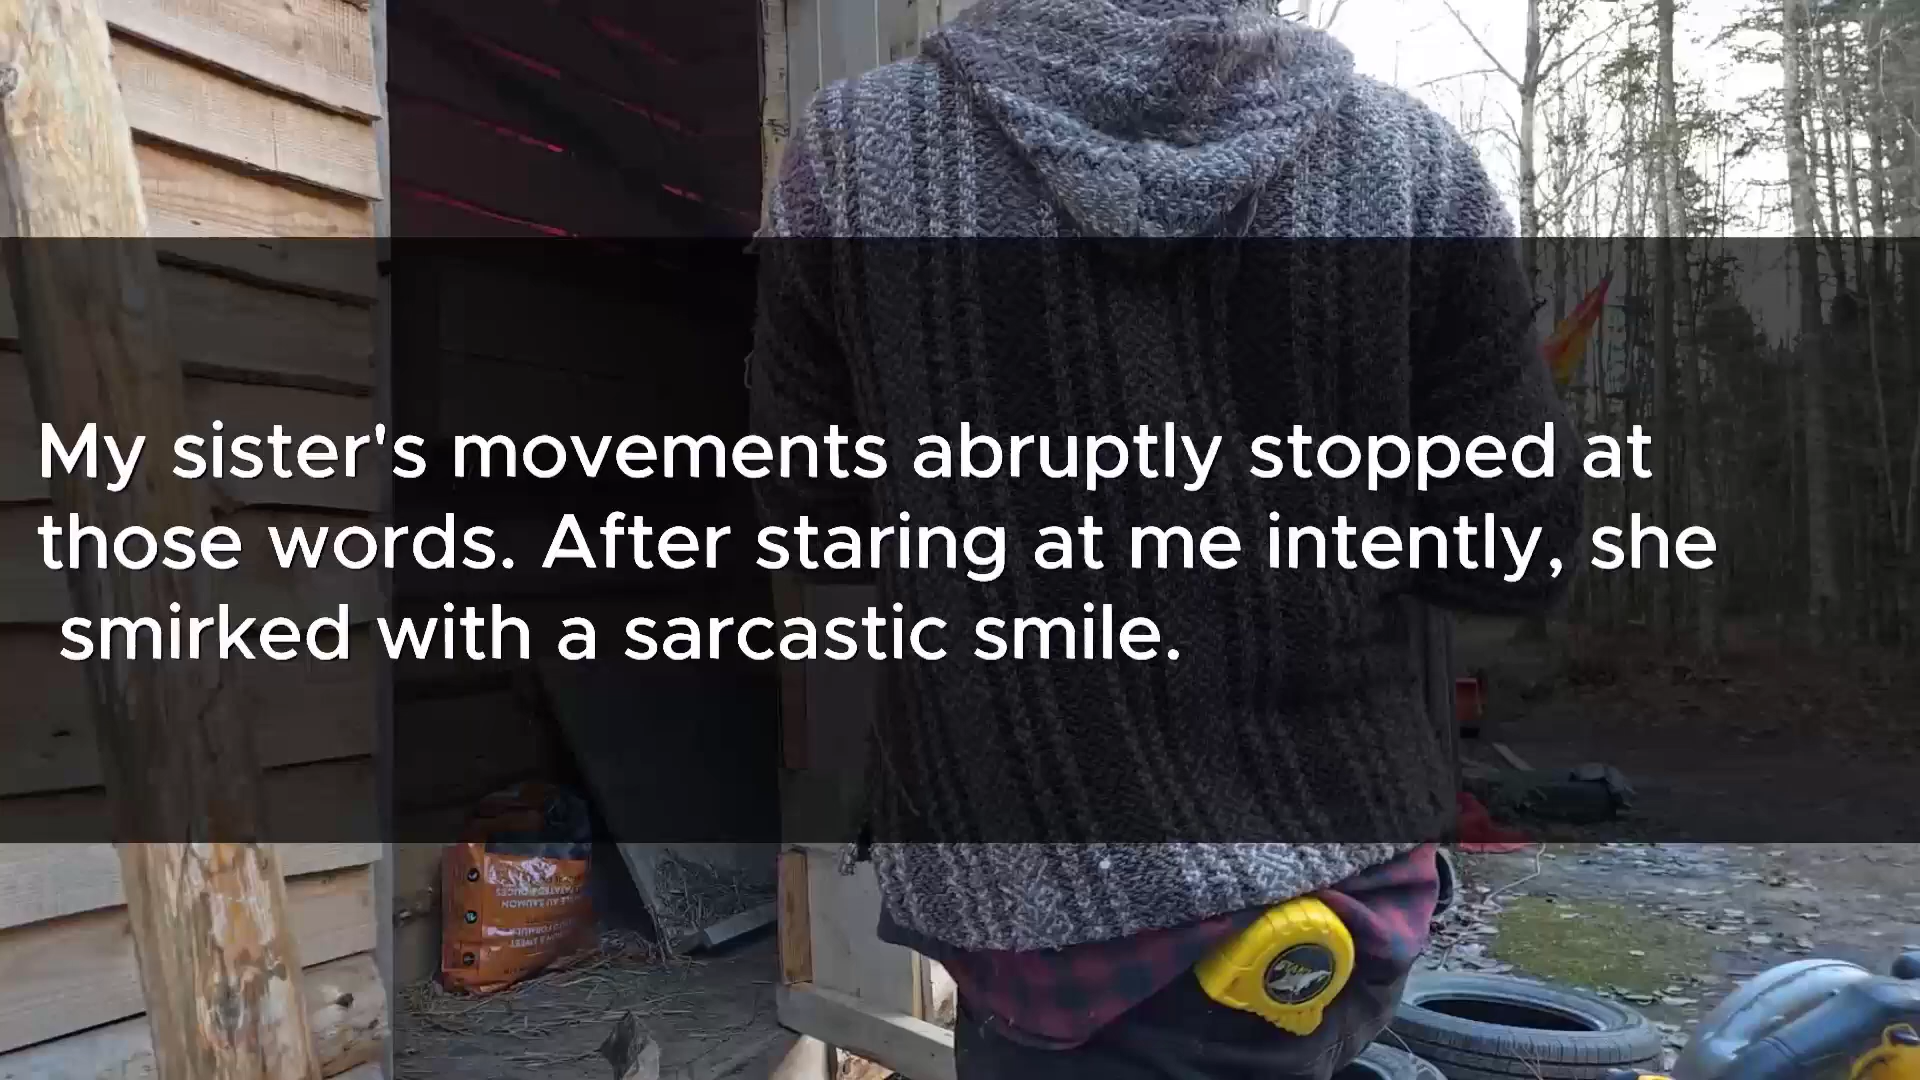 My sister's movements abruptly stopped at
those words. After staring at me intently, she
smirked with a sarcastic smile.